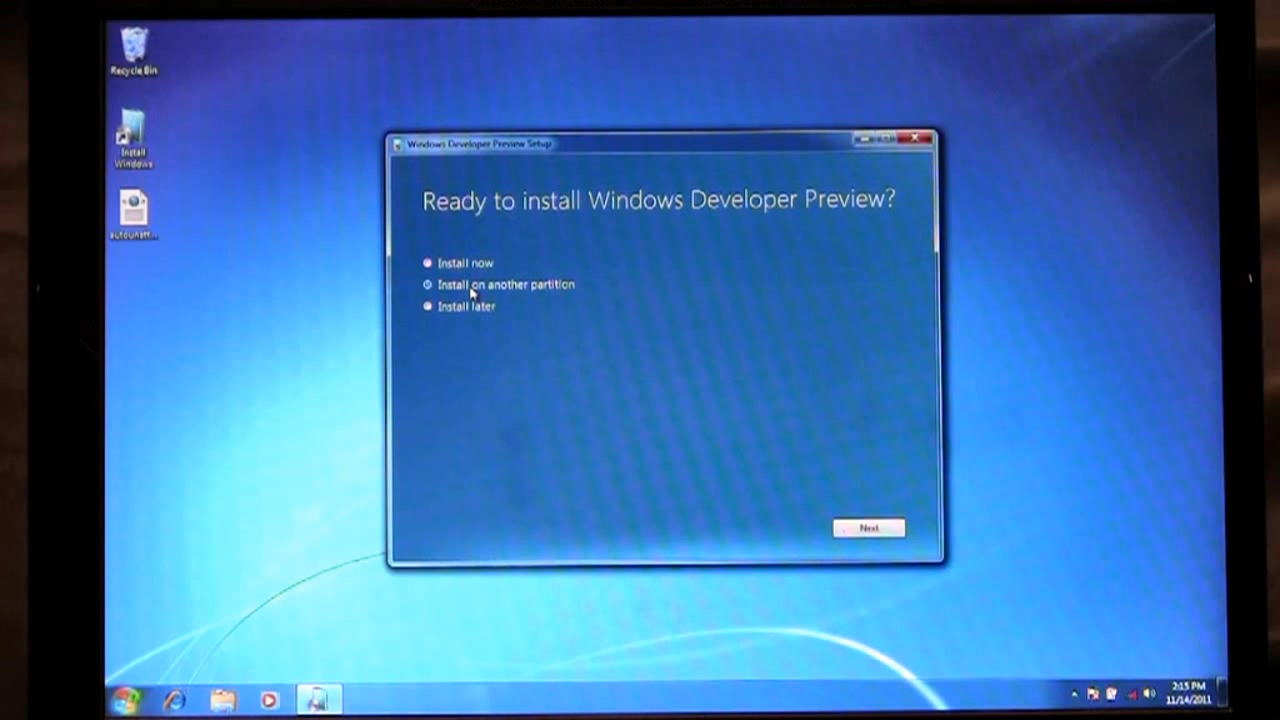 Recycle Bin
Install
Windows
autounatt...
Windows Developer Preview Setup
Ready to install Windows Developer Preview?
Install now
Install on another partition
Install later
Next
2:15 PM
11/14/2011